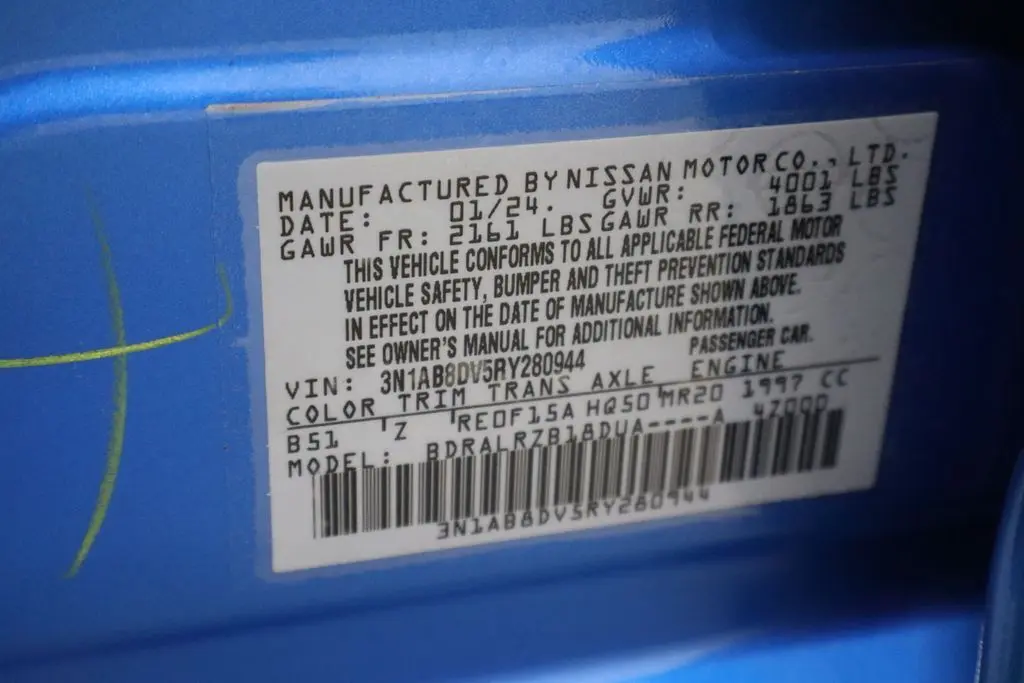 MANUFACTURED BY NISSAN MOTOR CO., LTD.
DATE: 01/24. GVWR: 4001 LBS
GAWR FR: 2161 LBS GAWR RR: 1863 LBS
THIS VEHICLE CONFORMS TO ALL APPLICABLE FEDERAL MOTOR
VEHICLE SAFETY, BUMPER AND THEFT PREVENTION STANDARDS
IN EFFECT ON THE DATE OF MANUFACTURE SHOWN ABOVE.
SEE OWNER'S MANUAL FOR ADDITIONAL INFORMATION.
PASSENGER CAR.
VIN: 3N1AB8DV5RY280944
COLOR TRIM TRANS AXLE ENGINE
B51 'Z 'RE0F15A HQ50 'MR20 1997 CC
MODEL: BDRALRZB18DUA----A 47000
3N1AB8DV5RY280944